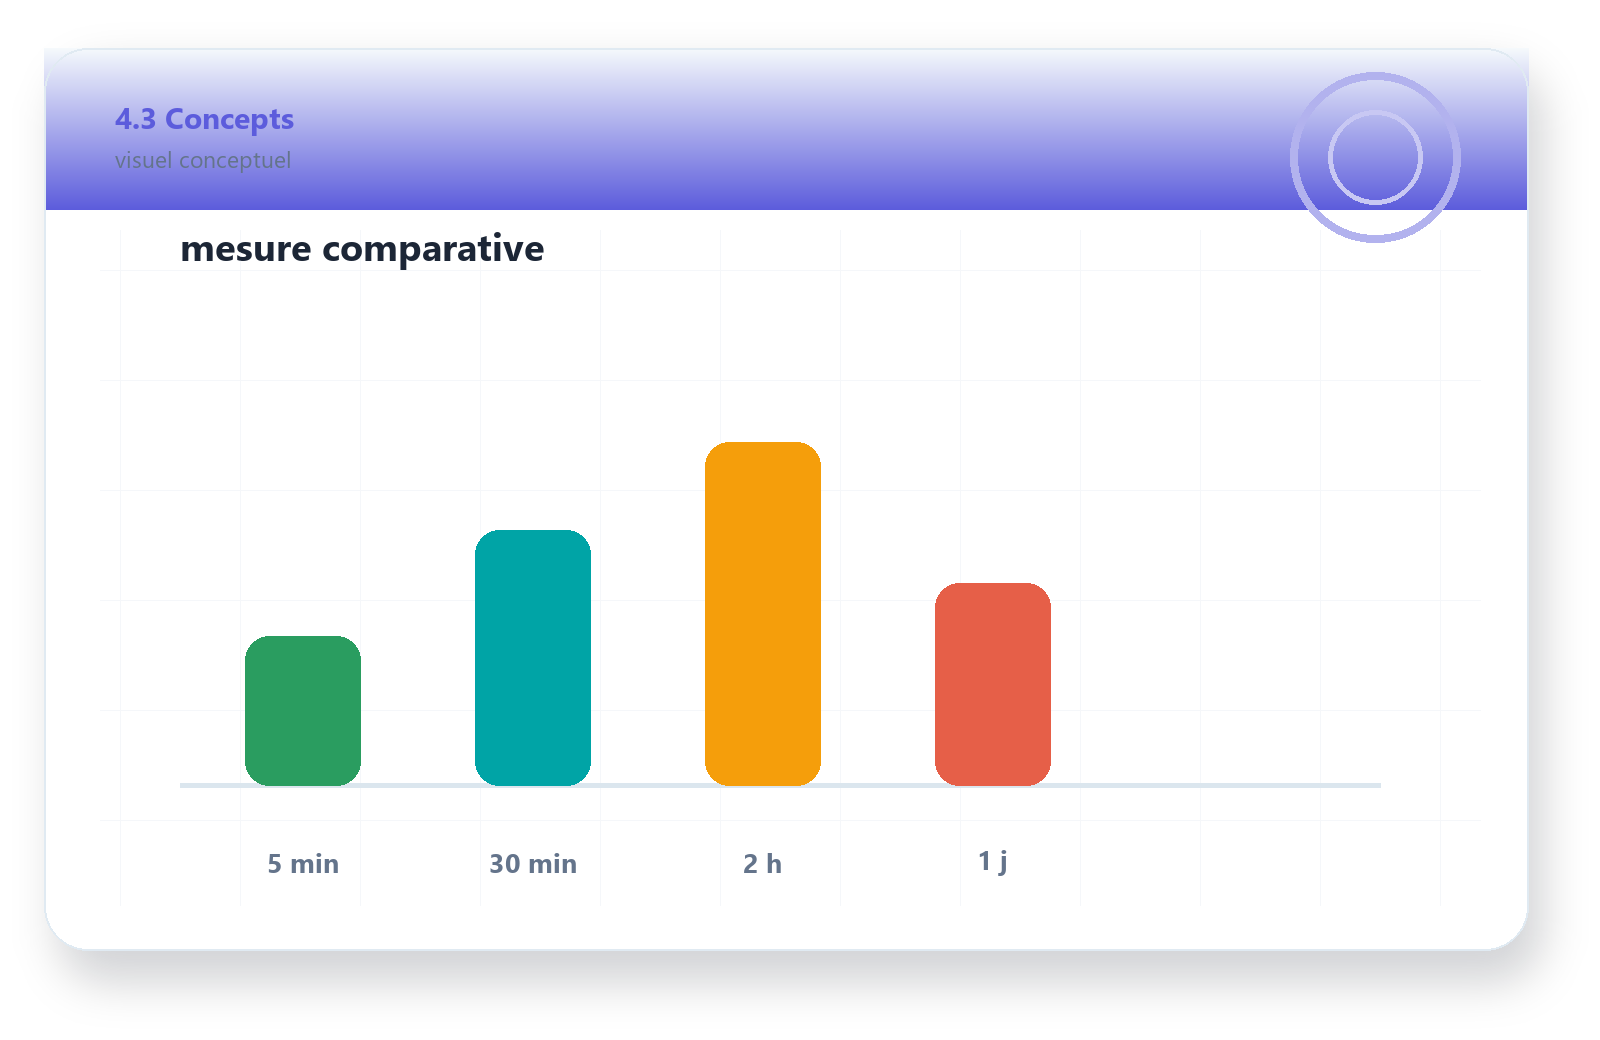 4.3 Concepts
visuel conceptuel
mesure comparative
5 min
30 min
2 h
1 j